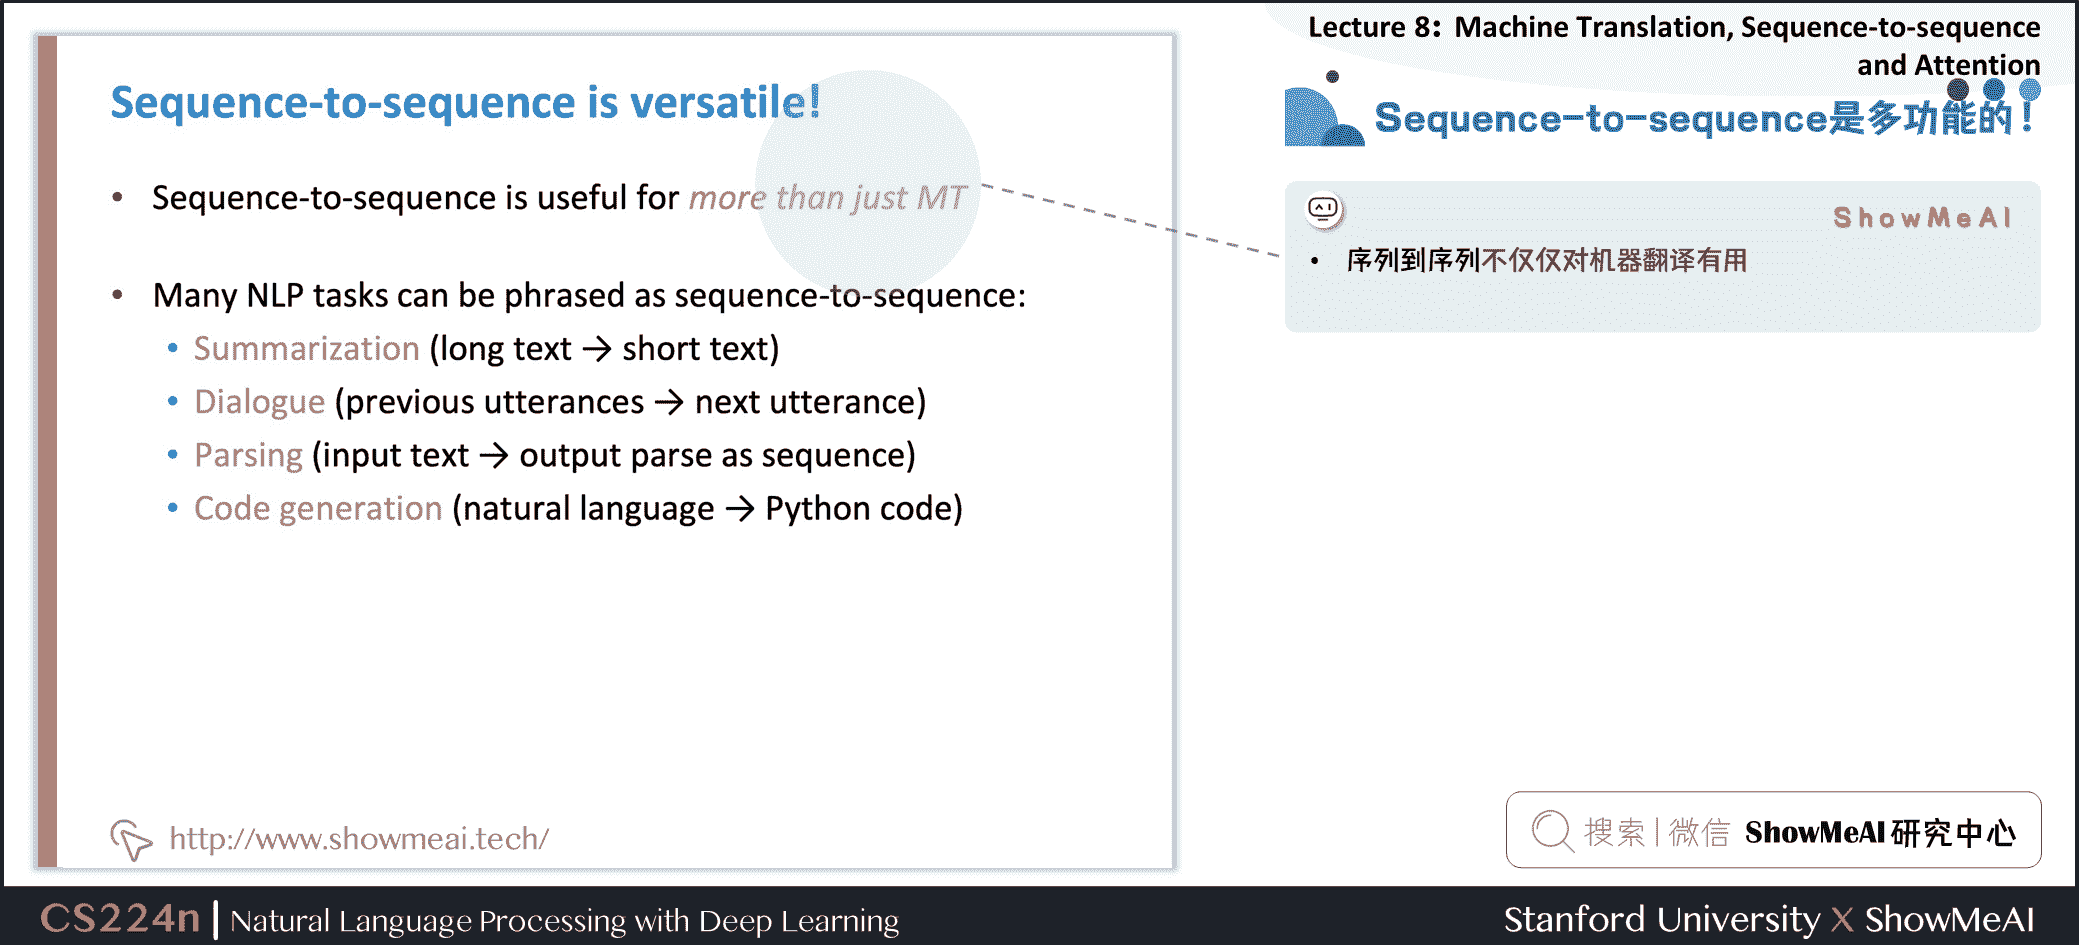 Lecture 8: Machine Translation, Sequence-to-sequence
and Attention
Sequence-to-sequence is versatile!
• Sequence-to-sequence is useful for more than just MT
• Many NLP tasks can be phrased as sequence-to-sequence:
• Summarization (long text → short text)
• Dialogue (previous utterances → next utterance)
• Parsing (input text → output parse as sequence)
• Code generation (natural language → Python code)
http://www.showmeai.tech/
Sequence-to-sequence是多功能的！
AI
ShowMeAI
• 序列到序列不仅仅对机器翻译有用
搜索|微信 ShowMeAI研究中心
CS224n | Natural Language Processing with Deep Learning
Stanford University X ShowMeAI